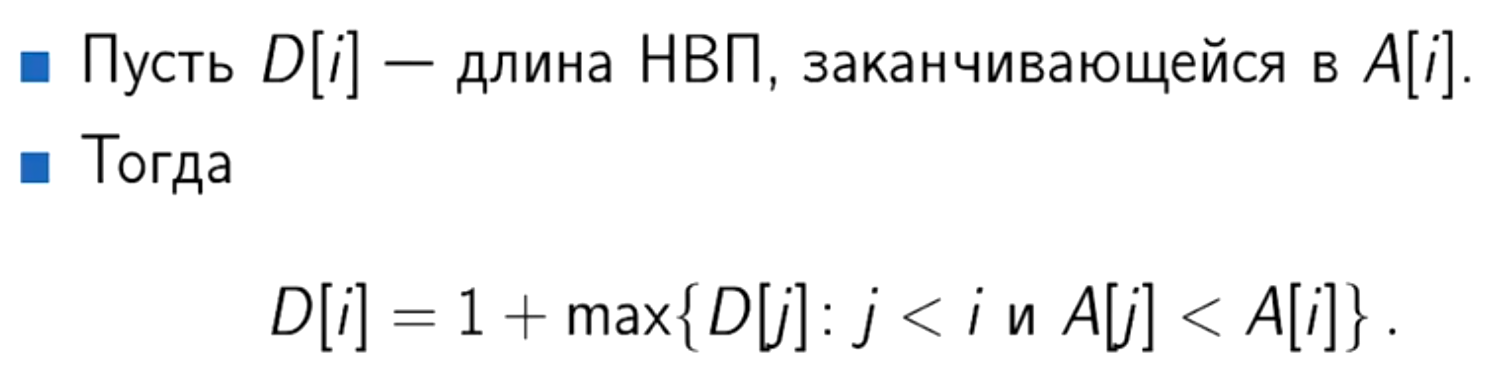 Пусть D[i] — длина НВП, заканчивающейся в A[i].
Тогда
D[i] = 1 + max{D[j]: j < i и A[j] < A[i]} .